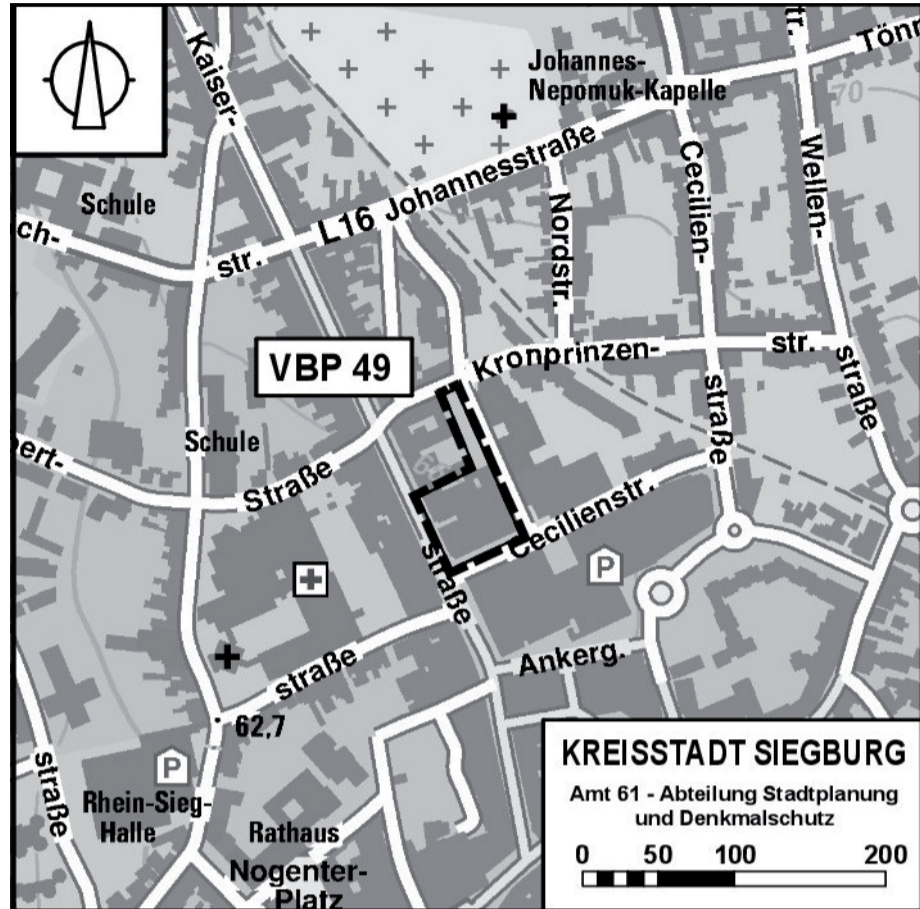 Kaiser-
Johannes-
Nepomuk-Kapelle
Tönn
tr.
70
Schule
L16 Johannesstraße
Cecilien-
Wellen-
Nordstr.
ch-
str.
VBP 49
Kronprinzen-
str.
straße
straße
Schule
bert-
Straße
Cecilienstr.
straße
P
straße
Ankerg.
62,7
straße
P
Rhein-Sieg-
Halle
Rathaus
Nogenter-
Platz
KREISSTADT SIEGBURG
Amt 61 - Abteilung Stadtplanung
und Denkmalschutz
0 50 100 200